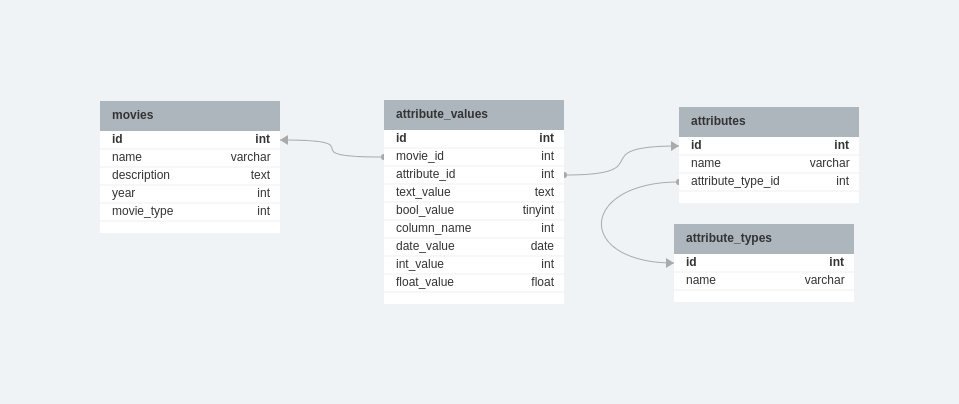 movies
id int
name varchar
description text
year int
movie_type int
attribute_values
id int
movie_id int
attribute_id int
text_value text
bool_value tinyint
column_name int
date_value date
int_value int
float_value float
attributes
id int
name varchar
attribute_type_id int
attribute_types
id int
name varchar